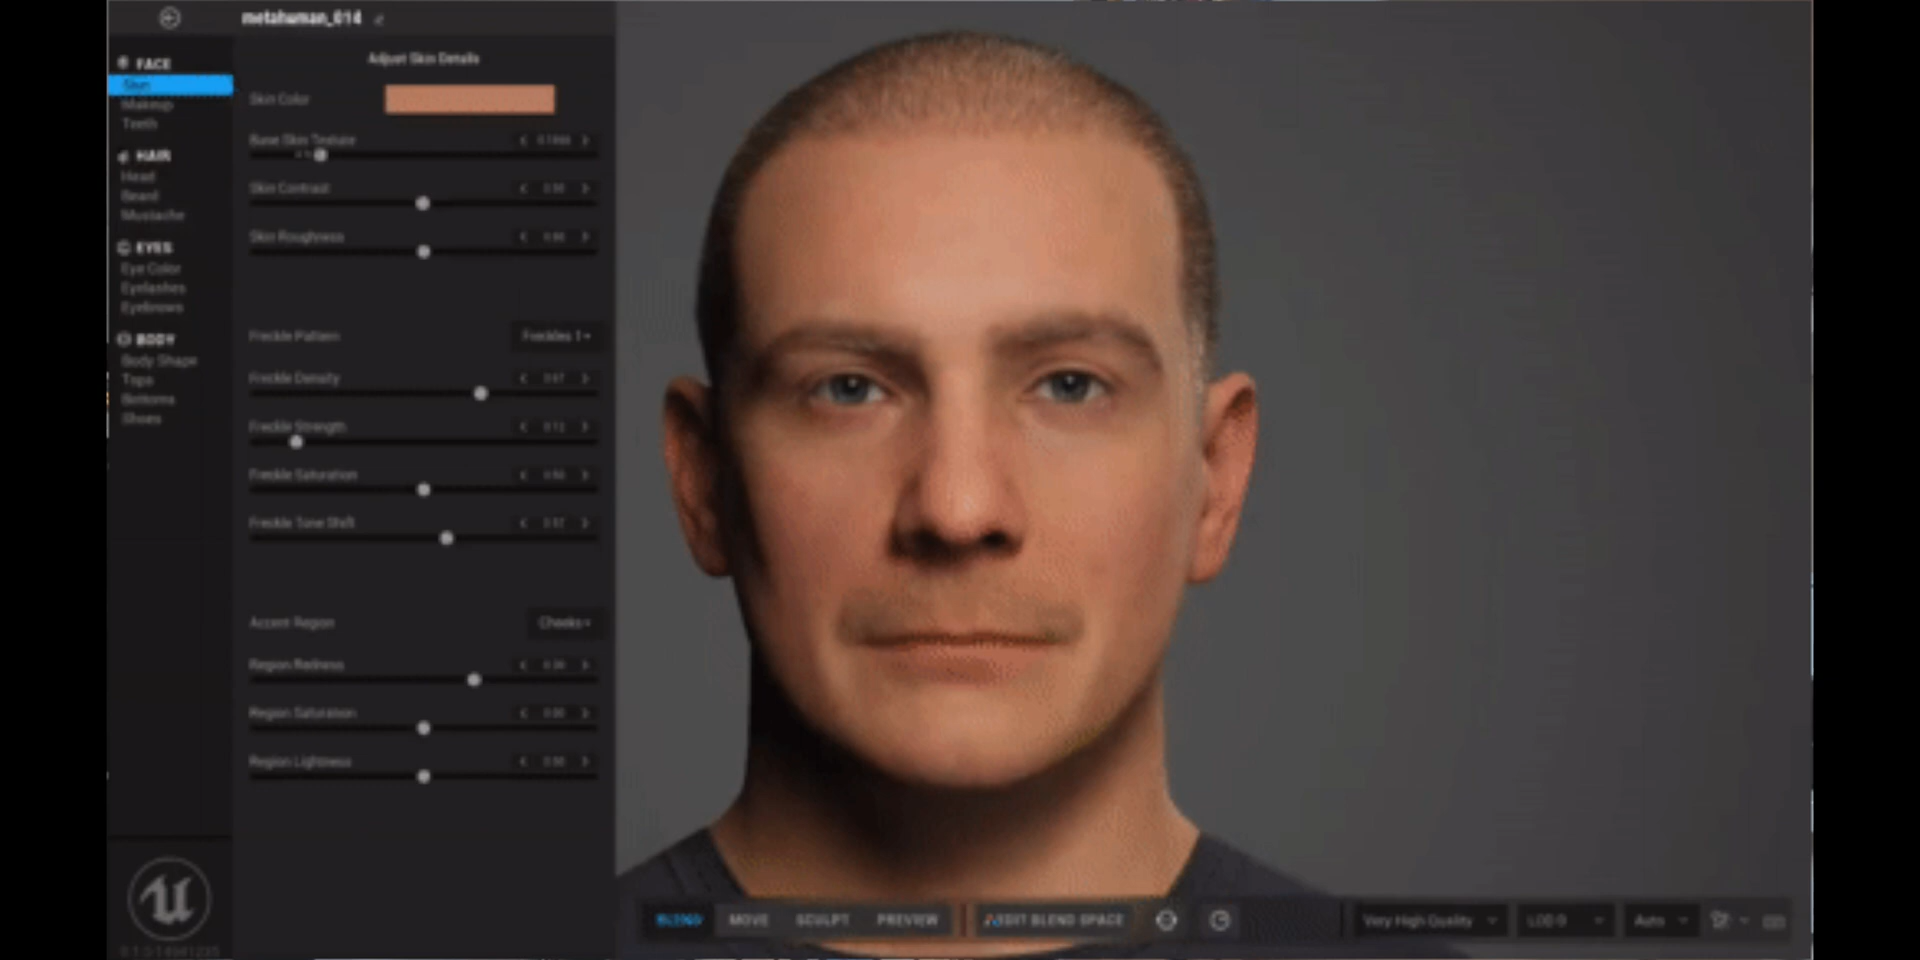 metahuman_014
FACE
Skin
Makeup
Teeth
HAIR
Head
Beard
Mustache
EYES
Eye Color
Eyelashes
Eyebrows
BODY
Body Shape
Tops
Bottoms
Shoes
Adjust Skin Details
Skin Color
Base Skin Texture
Skin Contrast
Skin Roughness
Freckle Pattern
Freckles 1
Freckle Density
Freckle Strength
Freckle Saturation
Freckle Tone Shift
Accent Region
Cheeks
Region Redness
Region Saturation
Region Lightness
BLEND MOVE SCULPT PREVIEW EDIT BLEND SPACE Very High Quality LOD 0 Auto